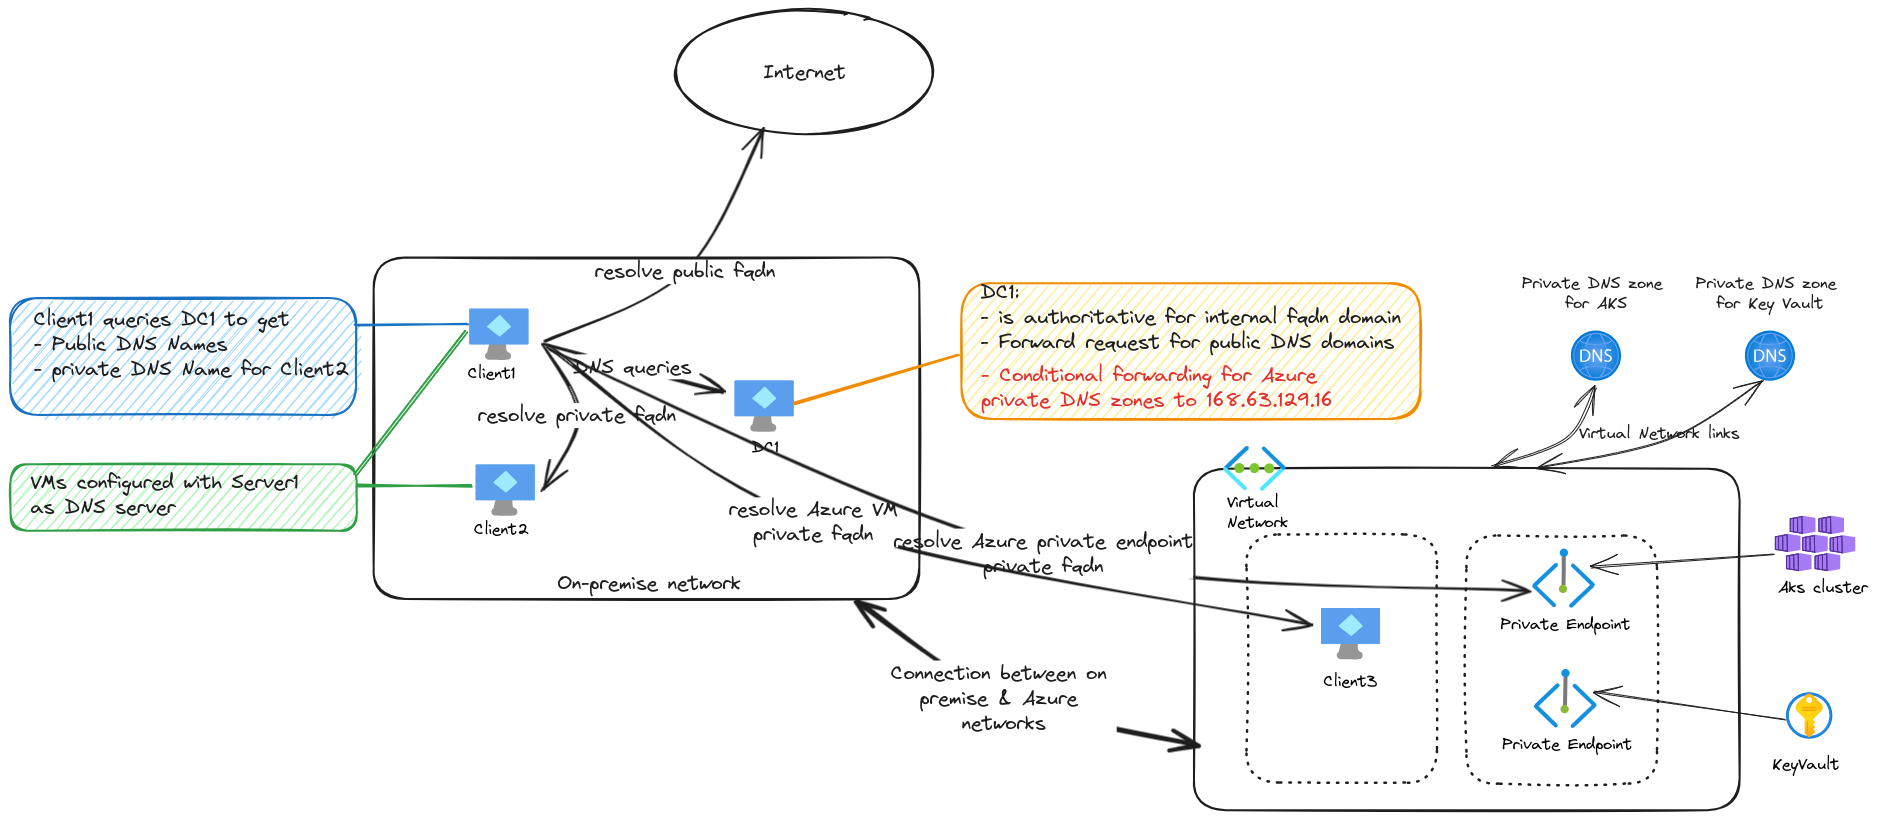 Internet
resolve public fqdn
Client1 queries DC1 to get
- Public DNS Names
- private DNS Name for Client2
Client1
DNS queries
resolve private fqdn
DC1
VMs configured with Server1
as DNS server
Client2
On-premise network
DC1:
- is authoritative for internal fqdn domain
- Forward request for public DNS domains
- Conditional forwarding for Azure
private DNS zones to 168.63.129.16
Private DNS zone
for AKS
Private DNS zone
for Key Vault
DNS
DNS
Virtual Network links
Virtual
Network
resolve Azure VM
private fqdn
resolve Azure private endpoint
private fqdn
Connection between on
premise & Azure
networks
Client3
Private Endpoint
Private Endpoint
Aks cluster
KeyVault